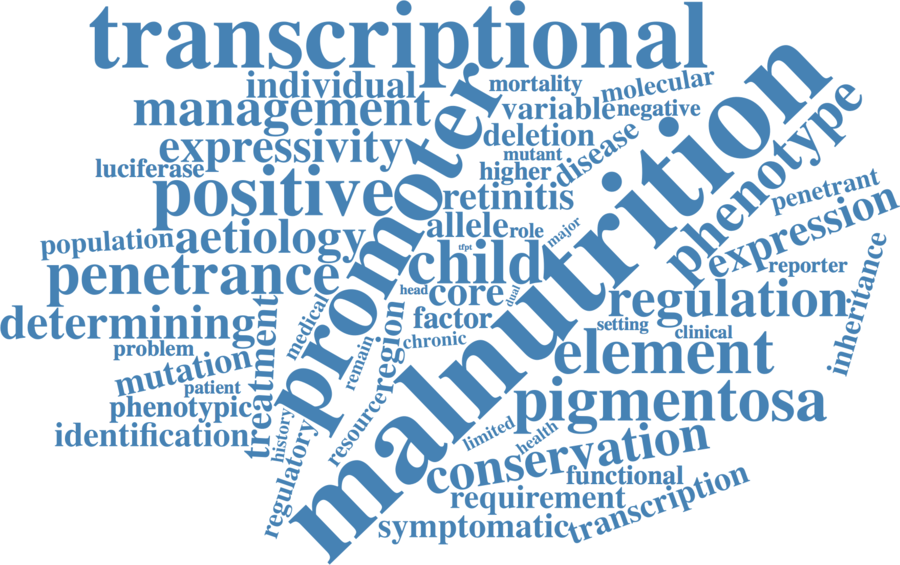 transcriptional
individual
mortality
molecular
management
variable
negative
promoter
malnutrition
phenotype
expressivity
deletion
disease
luciferase
mutant
higher
positive
retinitis
penetrant
allele
role
major
expression
population
aetiology
tfpt
child
reporter
inheritance
penetrance
head
core
dual
regulation
determining
medical
region
factor
setting
clinical
problem
treatment
remain
chronic
element
mutation
patient
phenotypic
resource
pigmentosa
identification
history
regulatory
limited
health
conservation
functional
requirement
symptomatic
transcription